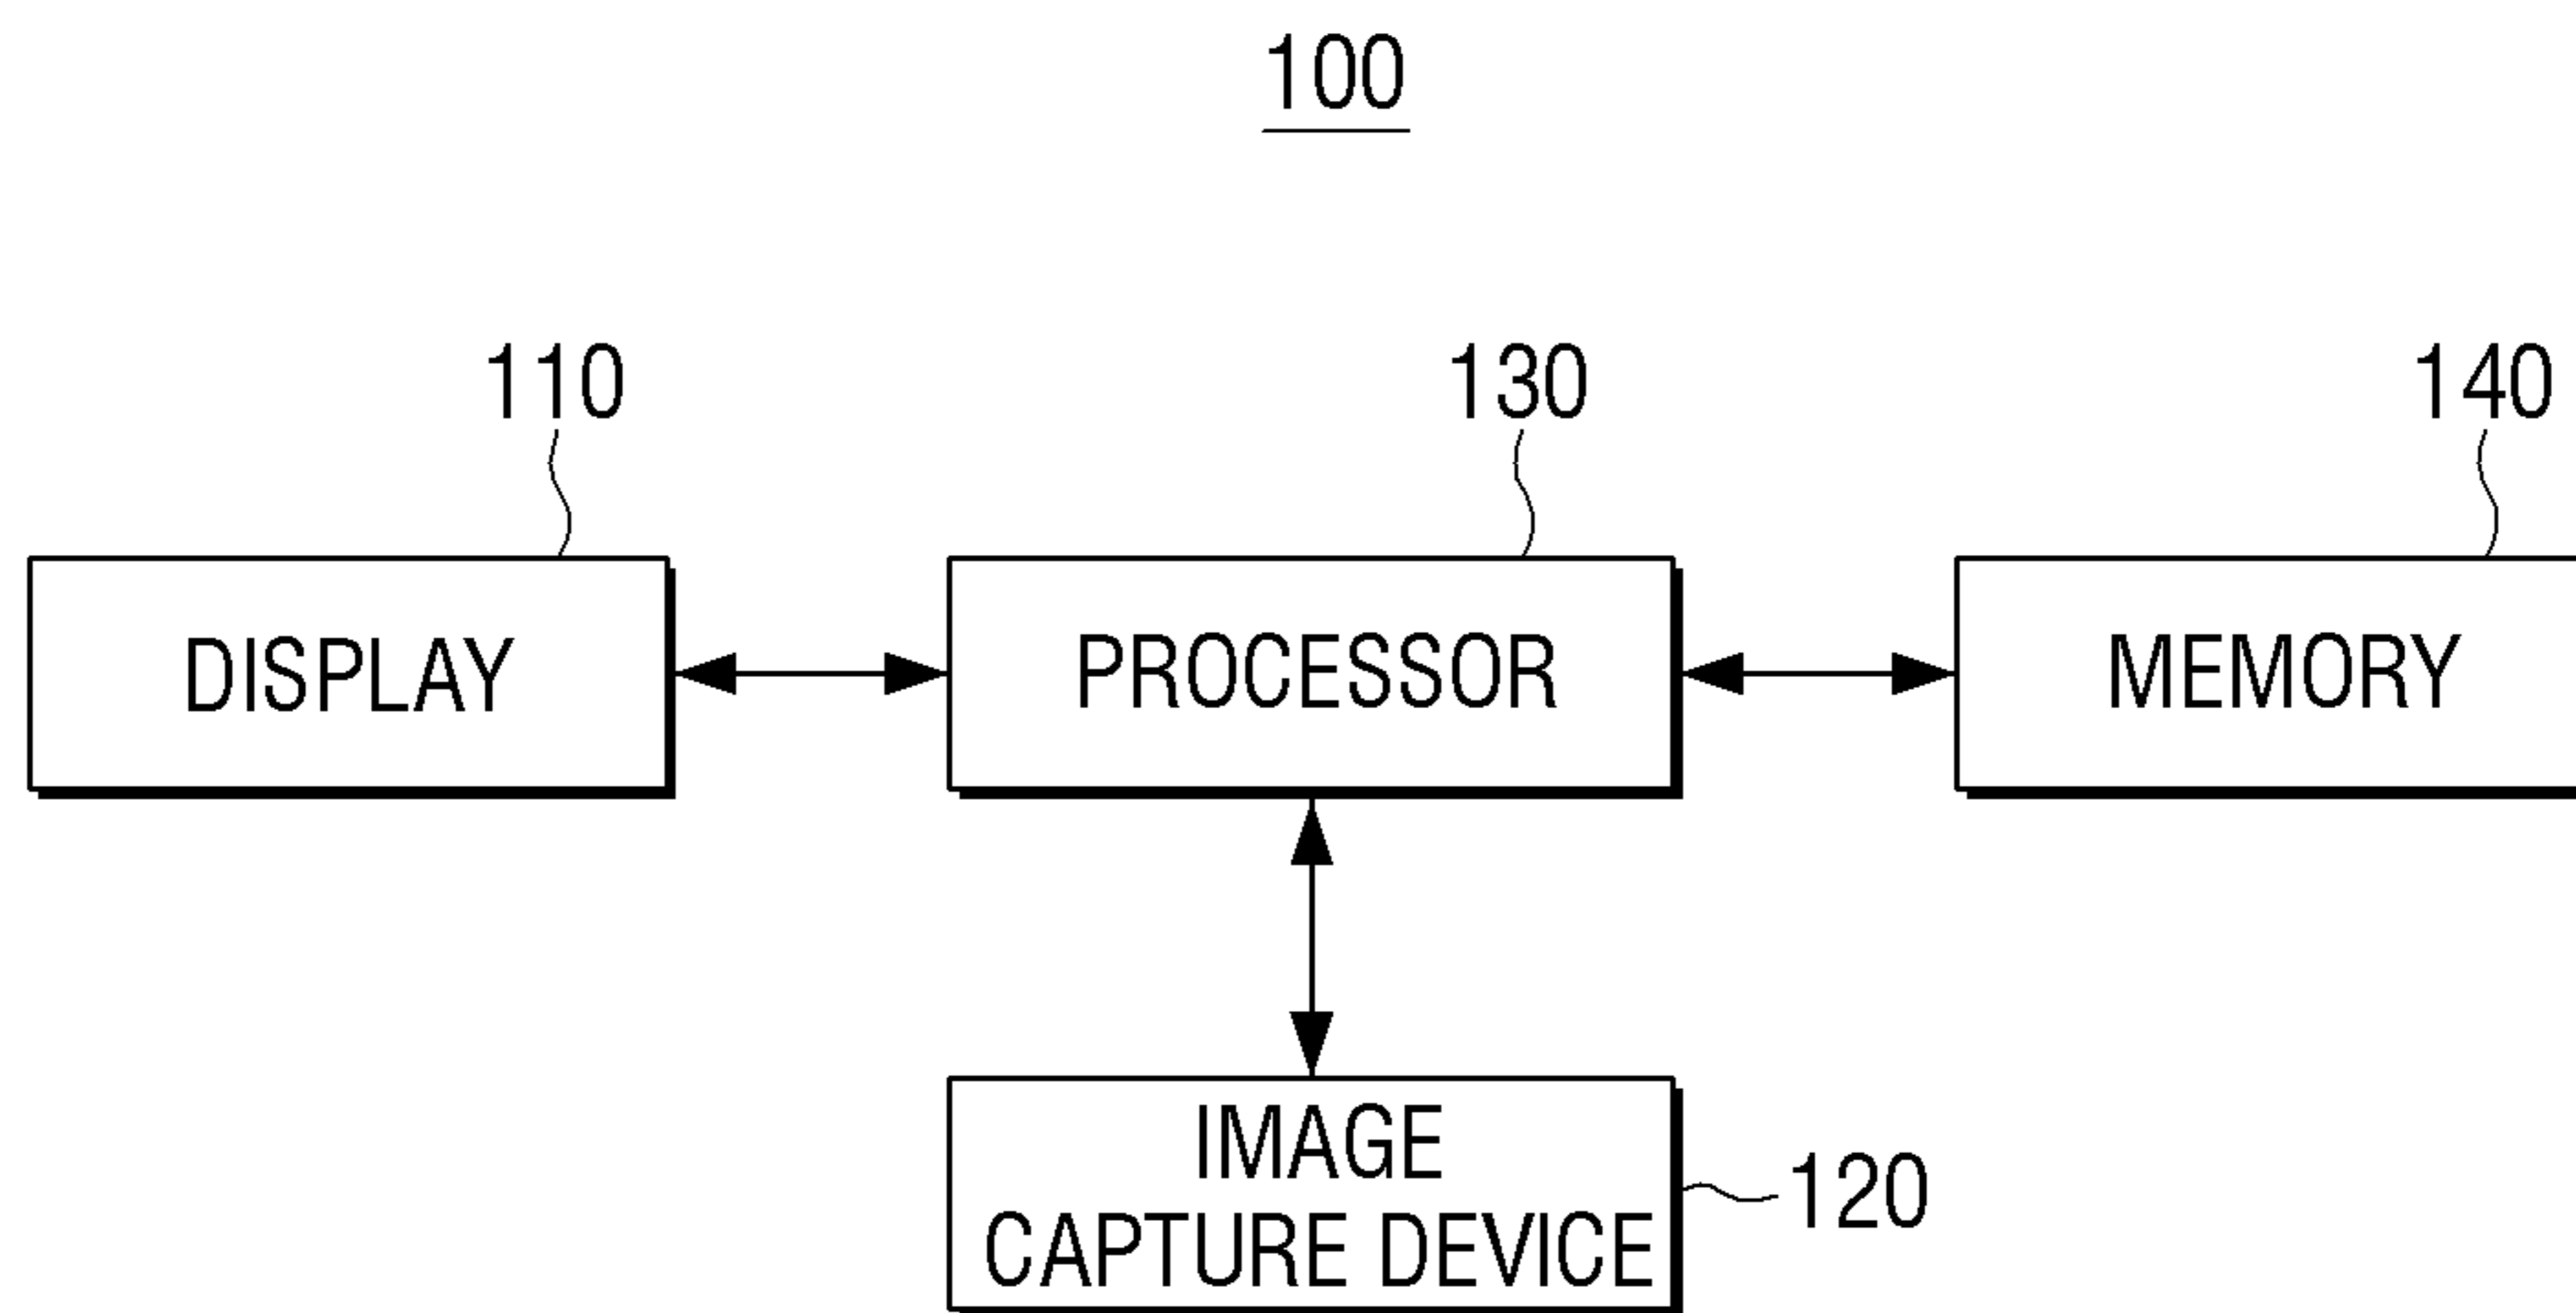 100
110
130
140
DISPLAY
PROCESSOR
MEMORY
IMAGE
CAPTURE DEVICE
120